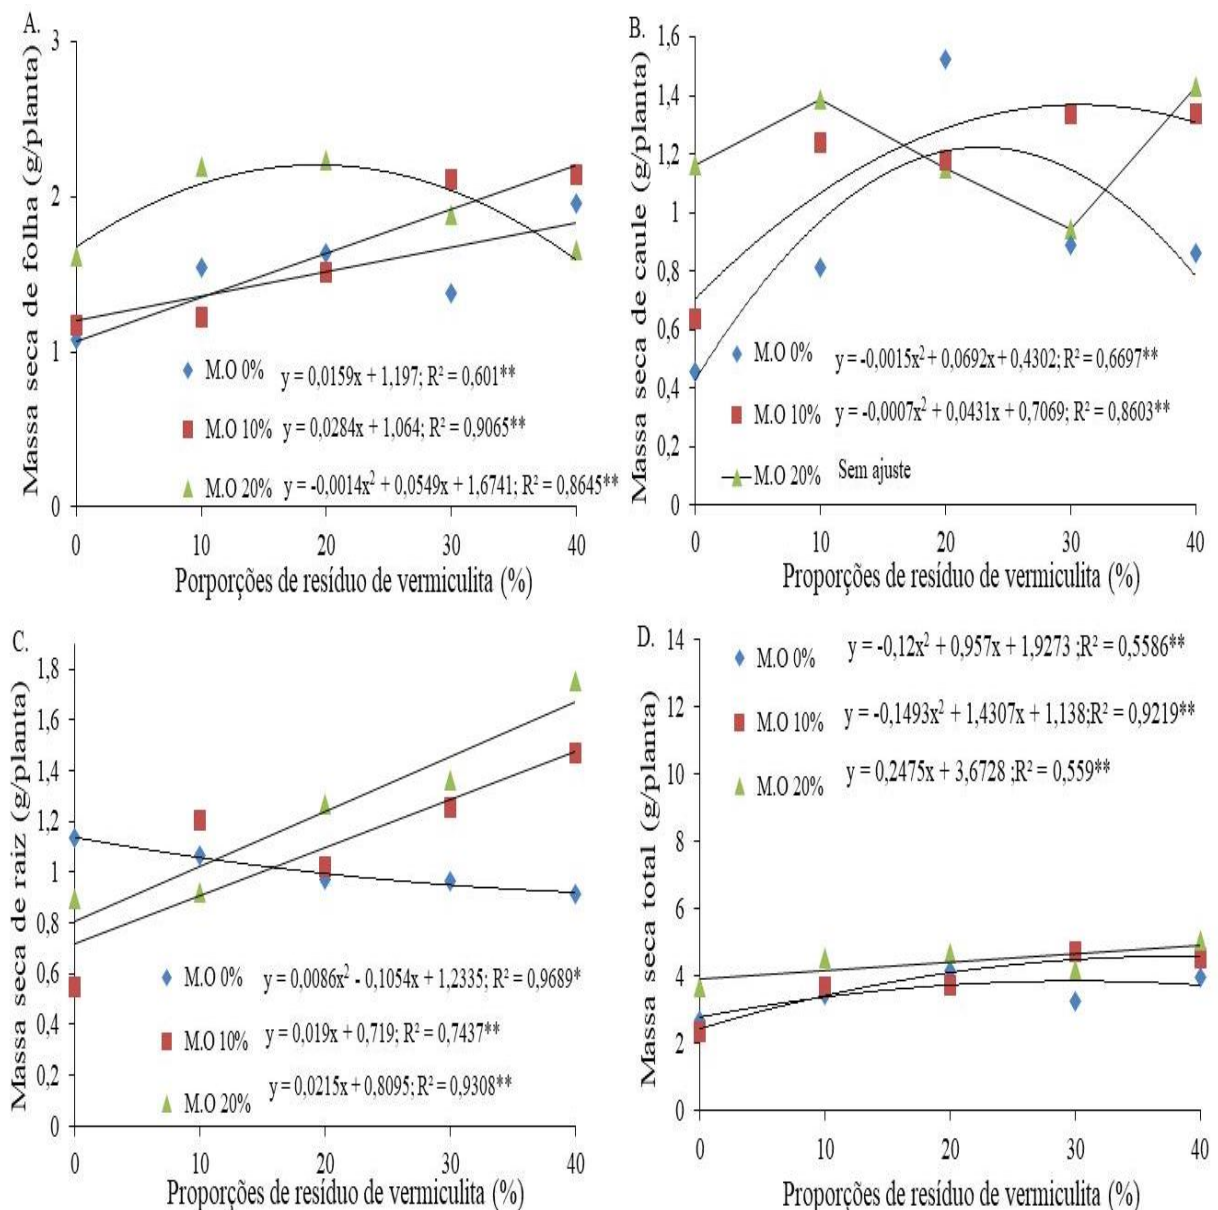 A.
Massa seca de folha (g/planta)
3
2
1
0
M.O 0% y = 0,0159x + 1,197; R² = 0,601**
M.O 10% y = 0,0284x + 1,064; R² = 0,9065**
M.O 20% y = -0,0014x² + 0,0549x + 1,6741; R² = 0,8645**
0 10 20 30 40
Porporções de resíduo de vermiculita (%)
B.
Massa seca de caule (g/planta)
1,6
1,4
1,2
1
0,8
0,6
0,4
0,2
0
M.O 0% y = -0,0015x² + 0,0692x + 0,4302; R² = 0,6697**
M.O 10% y = -0,0007x² + 0,0431x + 0,7069; R² = 0,8603**
M.O 20% Sem ajuste
0 10 20 30 40
Proporções de resíduo de vermiculita (%)
C.
Massa seca de raiz (g/planta)
1,8
1,6
1,4
1,2
1
0,8
0,6
0,4
0,2
0
M.O 0% y = 0,0086x² - 0,1054x + 1,2335; R² = 0,9689*
M.O 10% y = 0,019x + 0,719; R² = 0,7437**
M.O 20% y = 0,0215x + 0,8095; R² = 0,9308**
0 10 20 30 40
Proporções de resíduo de vermiculita (%)
D.
Massa seca total (g/planta)
14
12
10
8
6
4
2
0
M.O 0% y = -0,12x² + 0,957x + 1,9273 ;R² = 0,5586**
M.O 10% y = -0,1493x² + 1,4307x + 1,138;R² = 0,9219**
M.O 20% y = 0,2475x + 3,6728 ;R² = 0,559**
0 10 20 30 40
Proporções de resíduo de vermiculita (%)